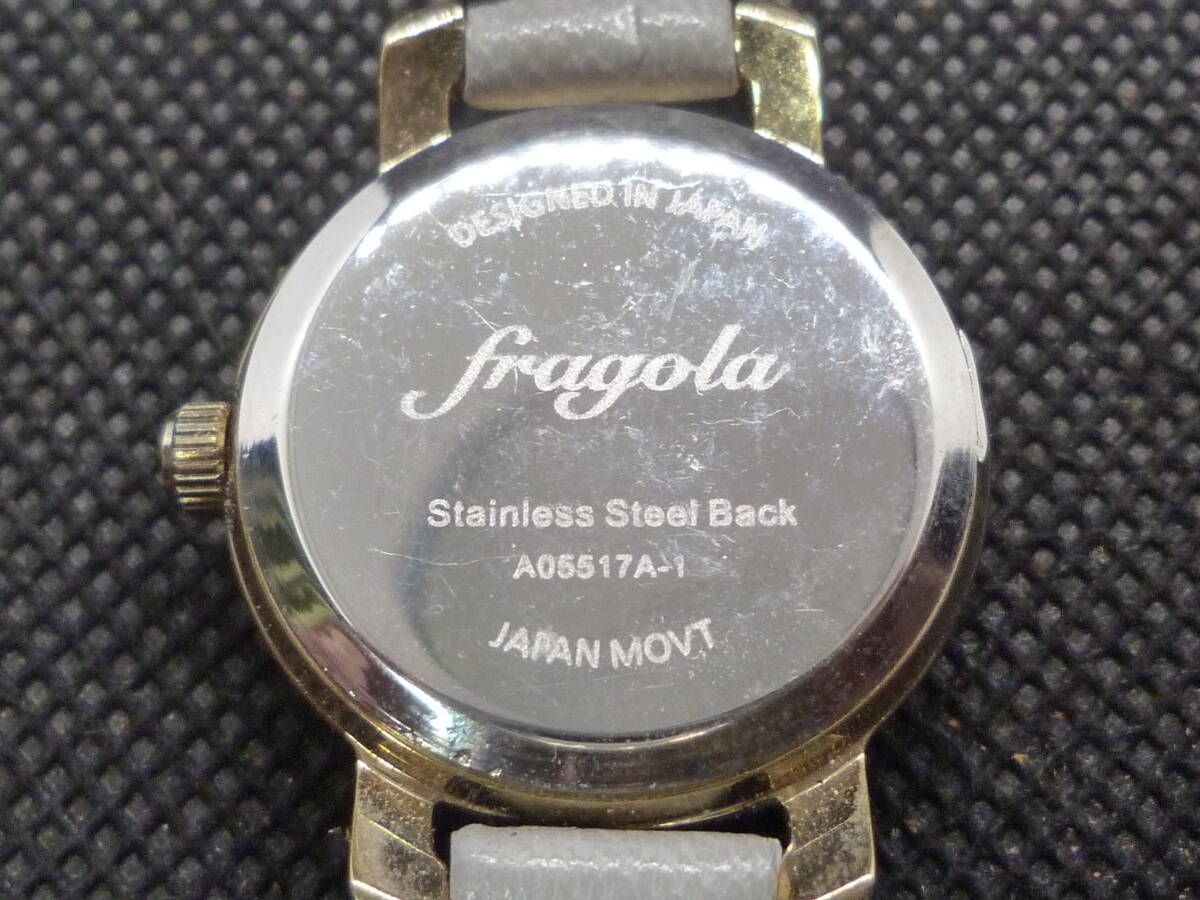 DESIGNED IN JAPAN
fragola
Stainless Steel Back
A05517A-1
JAPAN MOVT